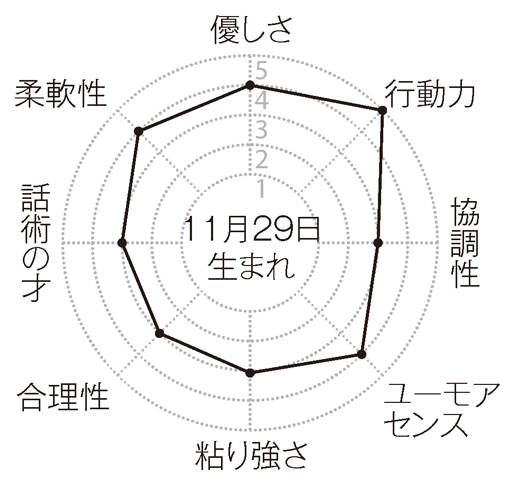 優しさ
行動力
協調性
ユーモア
センス
粘り強さ
合理性
話術の才
柔軟性
5
4
3
2
1
11月29日
生まれ